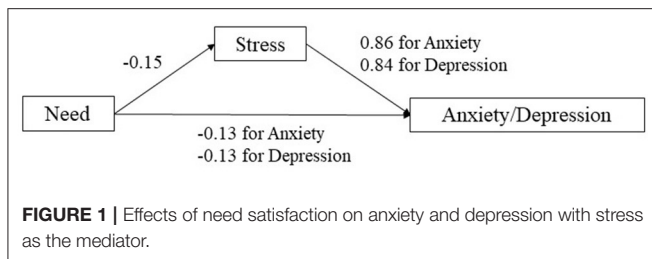 Stress
0.86 for Anxiety
0.84 for Depression
-0.15
Need
Anxiety/Depression
-0.13 for Anxiety
-0.13 for Depression
FIGURE 1 | Effects of need satisfaction on anxiety and depression with stress
as the mediator.